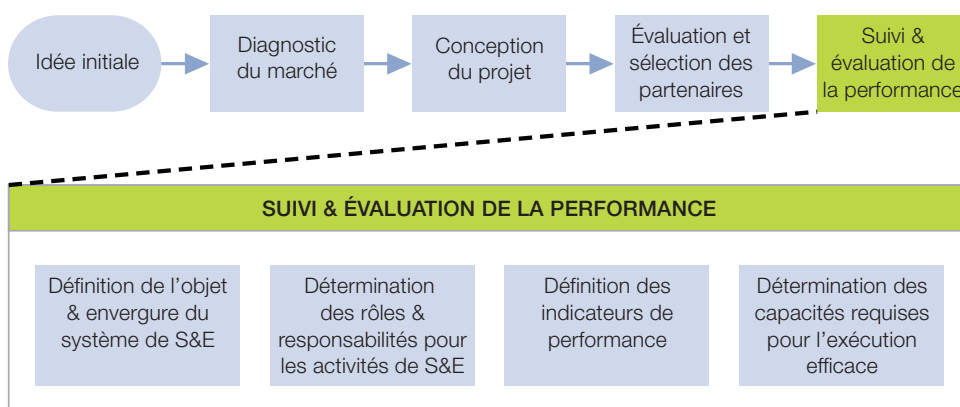 Idée initiale
Diagnostic
du marché
Conception
du projet
Évaluation et
sélection des
partenaires
Suivi &
évaluation de
la performance
SUIVI & ÉVALUATION DE LA PERFORMANCE
Définition de l’objet
& envergure du
système de S&E
Détermination
des rôles &
responsabilités pour
les activités de S&E
Définition des
indicateurs de
performance
Détermination des
capacités requises
pour l’exécution
efficace